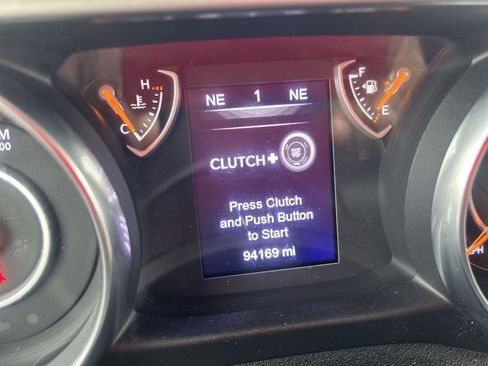 H
F
NE 1 NE
C
E
CLUTCH+
Press Clutch
and Push Button
to Start
94169 mi